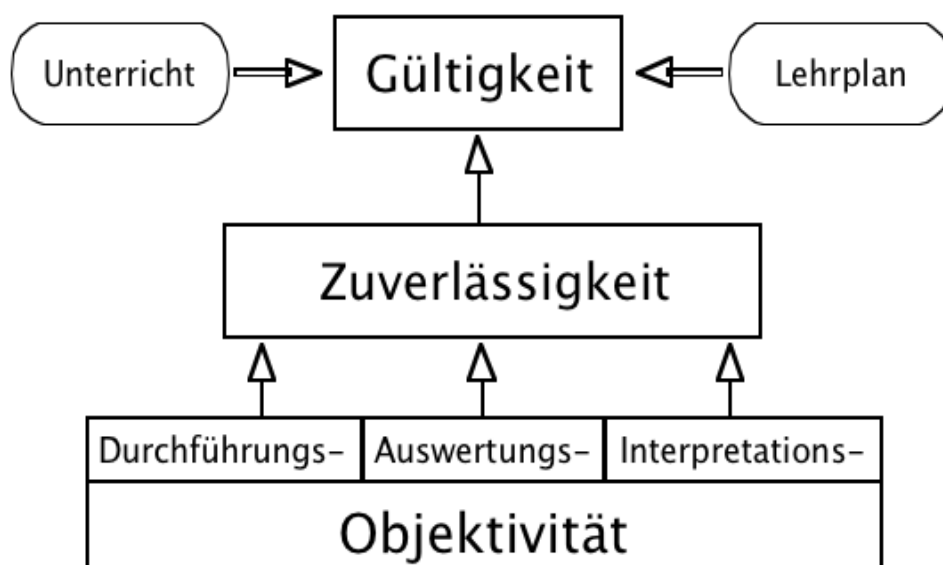 Unterricht
Gültigkeit
Lehrplan
Zuverlässigkeit
Durchführungs-
Auswertungs-
Interpretations-
Objektivität